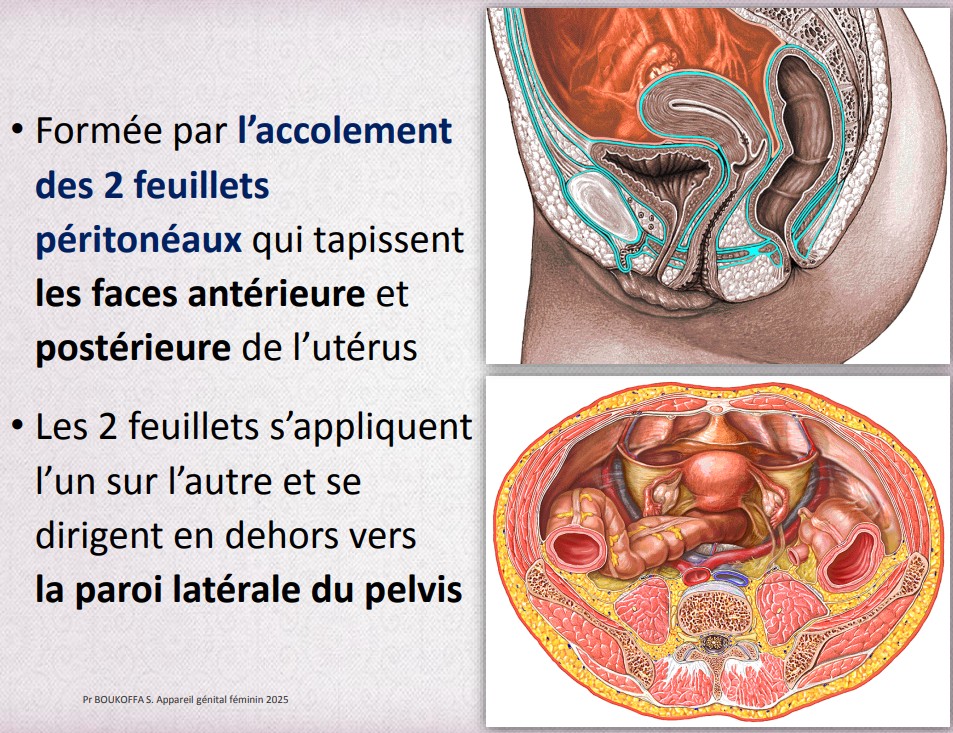 • Formée par l’accolement
des 2 feuillets
péritonéaux qui tapissent
les faces antérieure et
postérieure de l’utérus
• Les 2 feuillets s’appliquent
l’un sur l’autre et se
dirigent en dehors vers
la paroi latérale du pelvis
Pr BOUKOFFA S. Appareil génital féminin 2025